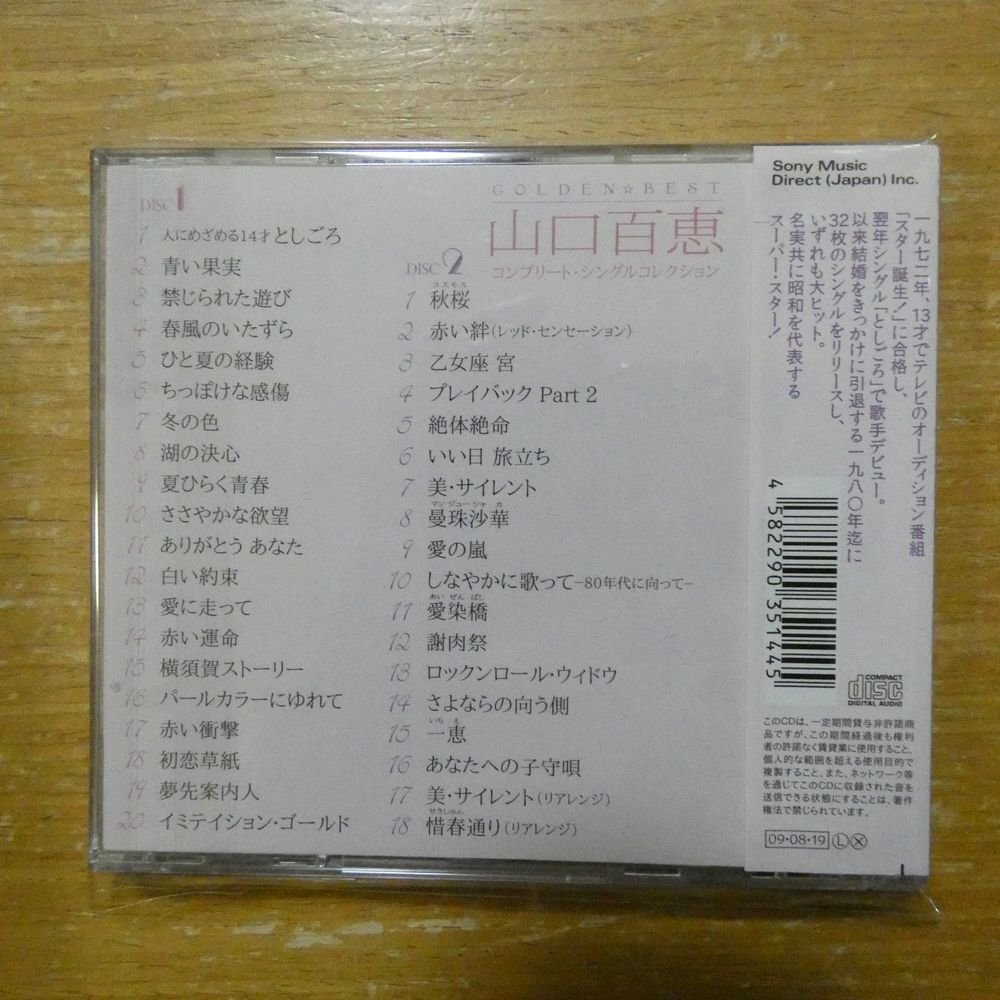 GOLDEN☆BEST
山口百恵
コンプリート・シングルコレクション
DISC 1
1 人にめざめる14才 としごろ
2 青い果実
3 禁じられた遊び
4 春風のいたずら
5 ひと夏の経験
6 ちっぽけな感傷
7 冬の色
8 湖の決心
9 夏ひらく青春
10 ささやかな欲望
11 ありがとう あなた
12 白い約束
13 愛に走って
14 赤い運命
15 横須賀ストーリー
16 パールカラーにゆれて
17 赤い衝撃
18 初恋草紙
19 夢先案内人
20 イミテイション・ゴールド
DISC 2
コスモス
1 秋桜
2 赤い絆(レッド・センセーション)
3 乙女座 宮
4 プレイバック Part 2
5 絶体絶命
6 いい日 旅立ち
7 美・サイレント
マンジューシャカ
8 曼珠沙華
9 愛の嵐
10 しなやかに歌って-80年代に向って-
あいぜんばし
11 愛染橋
12 謝肉祭
13 ロックンロール・ウィドウ
14 さよならの向う側
いちえ
15 一恵
16 あなたへの子守唄
17 美・サイレント(リアレンジ)
せきしゅん
18 惜春通り(リアレンジ)
Sony Music
Direct (Japan) Inc.
一九七二年、13才でテレビのオーディション番組
「スター誕生!」に合格し、
翌年シングル「としごろ」で歌手デビュー。
以来結婚をきっかけに引退する一九八〇年迄に
32枚のシングルをリリースし、
いずれも大ヒット。
名実共に昭和を代表する
スーパー・スター!
4 582290 351445
COMPACT
disc
DIGITAL AUDIO
このCDは、一定期間貸与非許諾商
品ですが、この期間経過後も権利
者の許諾なく賃貸業に使用すること、
個人的な範囲を超える使用目的で
複製すること、また、ネットワーク等
を通じてこのCDに収録された音を
送信できる状態にすることは、著作
権法で禁じられています。
09・08・19 Ⓛ Ⓧ